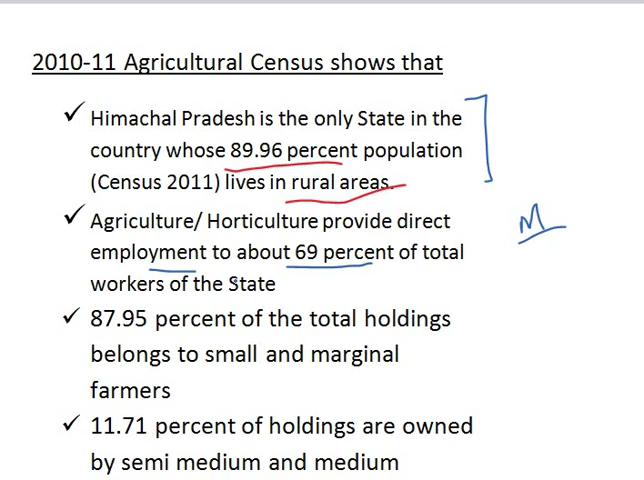 2010-11 Agricultural Census shows that
✓ Himachal Pradesh is the only State in the
country whose 89.96 percent population
(Census 2011) lives in rural areas.
✓ Agriculture/ Horticulture provide direct
M
employment to about 69 percent of total
workers of the State
✓ 87.95 percent of the total holdings
belongs to small and marginal
farmers
✓ 11.71 percent of holdings are owned
by semi medium and medium